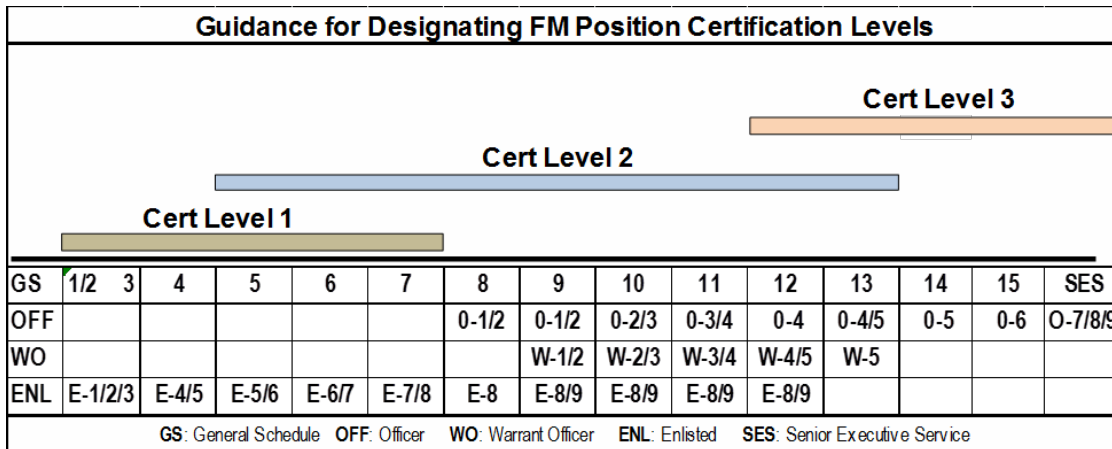 Guidance for Designating FM Position Certification Levels
Cert Level 3
Cert Level 2
Cert Level 1
GS 1/2 3 4 5 6 7 8 9 10 11 12 13 14 15 SES
OFF 0-1/2 0-1/2 0-2/3 0-3/4 0-4 0-4/5 0-5 0-6 O-7/8/9
WO W-1/2 W-2/3 W-3/4 W-4/5 W-5
ENL E-1/2/3 E-4/5 E-5/6 E-6/7 E-7/8 E-8 E-8/9 E-8/9 E-8/9 E-8/9
GS: General Schedule OFF: Officer WO: Warrant Officer ENL: Enlisted SES: Senior Executive Service